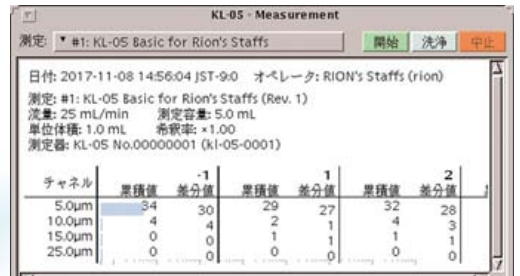 KL-05 - Measurement
測定: #1: KL-05 Basic for Rion's Staffs 開始 洗浄 中止
日付: 2017-11-08 14:56:04 JST-9:0 オペレータ: RION's Staffs (rion)
測定: #1: KL-05 Basic for Rion's Staffs (Rev. 1)
流量: 25 mL/min 測定容量: 5.0 mL
単位体積: 1.0 mL 希釈率: ×1.00
測定器: KL-05 No.00000001 (kl-05-0001)
-1 1 2
チャネル 累積値 差分値 累積値 差分値 累積値 差分値
5.0μm 34 30 29 27 32 28
10.0μm 4 4 2 1 4 3
15.0μm 0 0 1 1 1 1
25.0μm 0 0 0 0 0 0